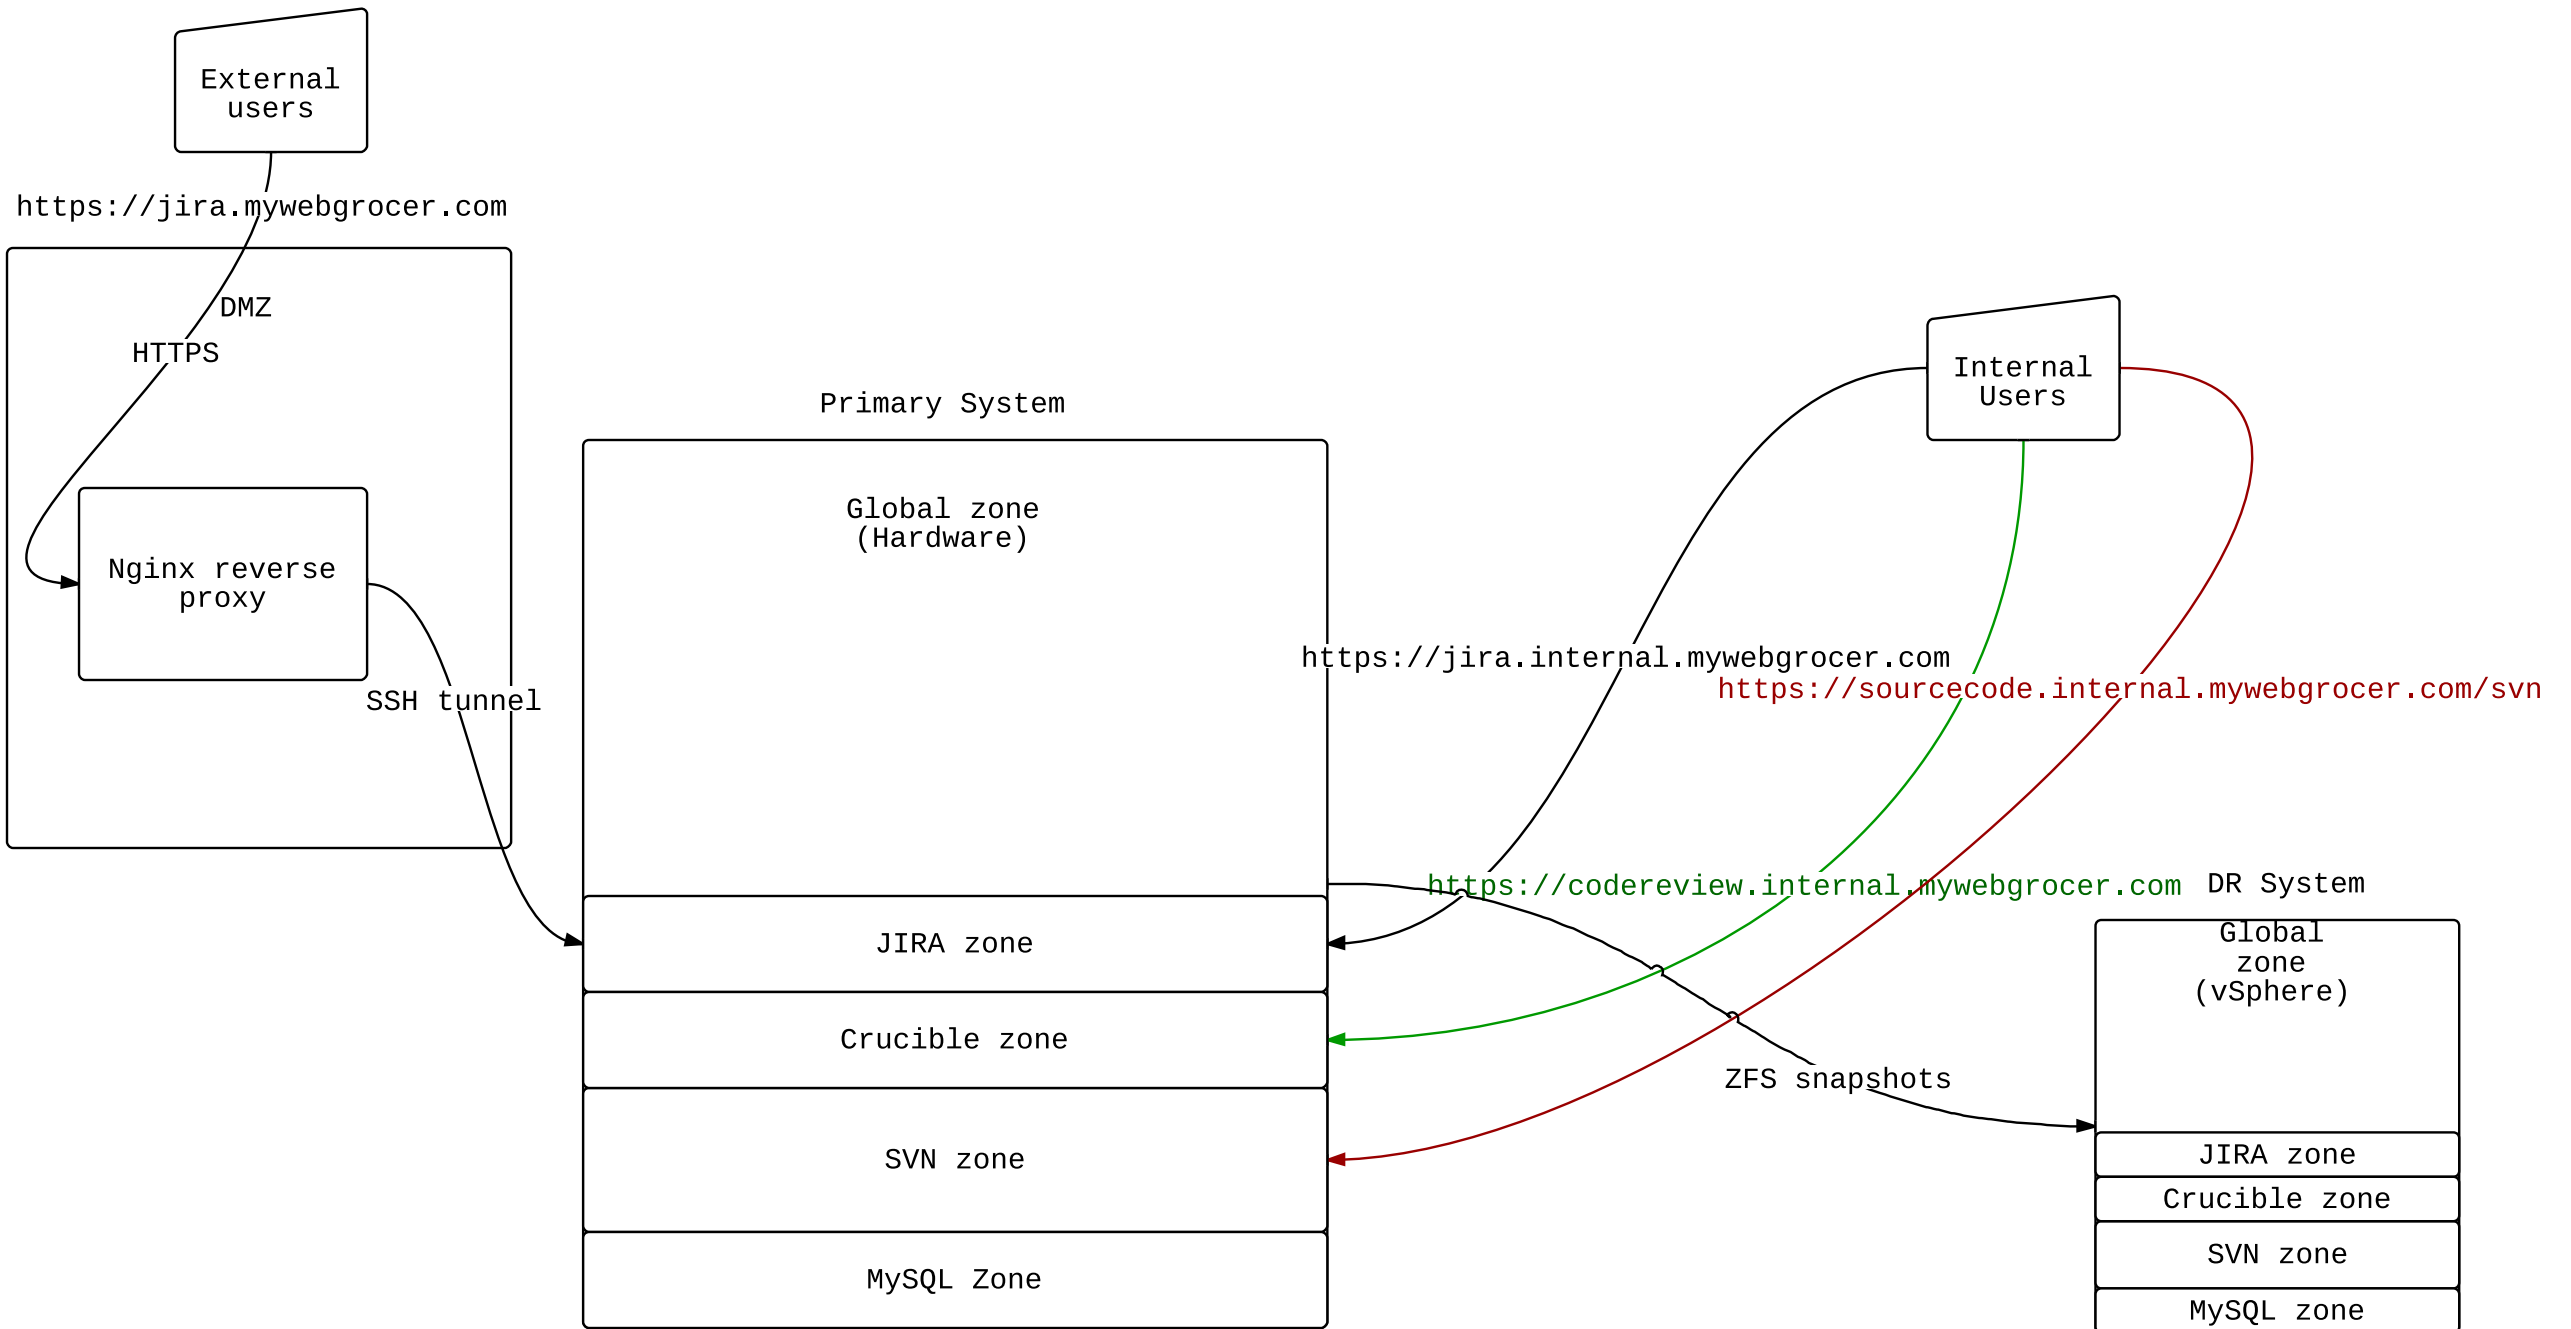 External
users
https://jira.mywebgrocer.com
DMZ
HTTPS
Nginx reverse
proxy
SSH tunnel
Primary System
Global zone
(Hardware)
JIRA zone
Crucible zone
SVN zone
MySQL Zone
Internal
Users
https://jira.internal.mywebgrocer.com
https://sourcecode.internal.mywebgrocer.com/svn
https://codereview.internal.mywebgrocer.com
ZFS snapshots
DR System
Global
zone
(vSphere)
JIRA zone
Crucible zone
SVN zone
MySQL zone